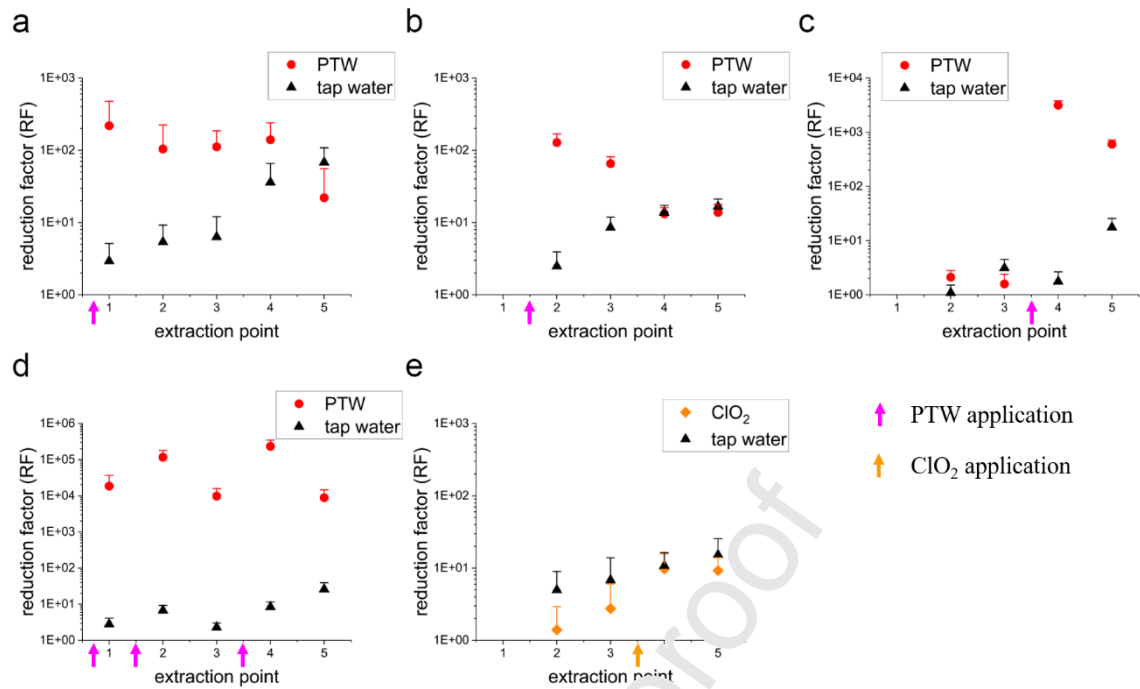 a
PTW
tap water
1E+03
1E+02
1E+01
1E+00
reduction factor (RF)
1 2 3 4 5
extraction point
b
PTW
tap water
1E+03
1E+02
1E+01
1E+00
reduction factor (RF)
1 2 3 4 5
extraction point
c
PTW
tap water
1E+04
1E+03
1E+02
1E+01
1E+00
reduction factor (RF)
1 2 3 4 5
extraction point
d
PTW
tap water
1E+06
1E+05
1E+04
1E+03
1E+02
1E+01
1E+00
reduction factor (RF)
1 2 3 4 5
extraction point
e
ClO₂
tap water
1E+03
1E+02
1E+01
1E+00
reduction factor (RF)
1 2 3 4 5
extraction point
PTW application
ClO₂ application
proof